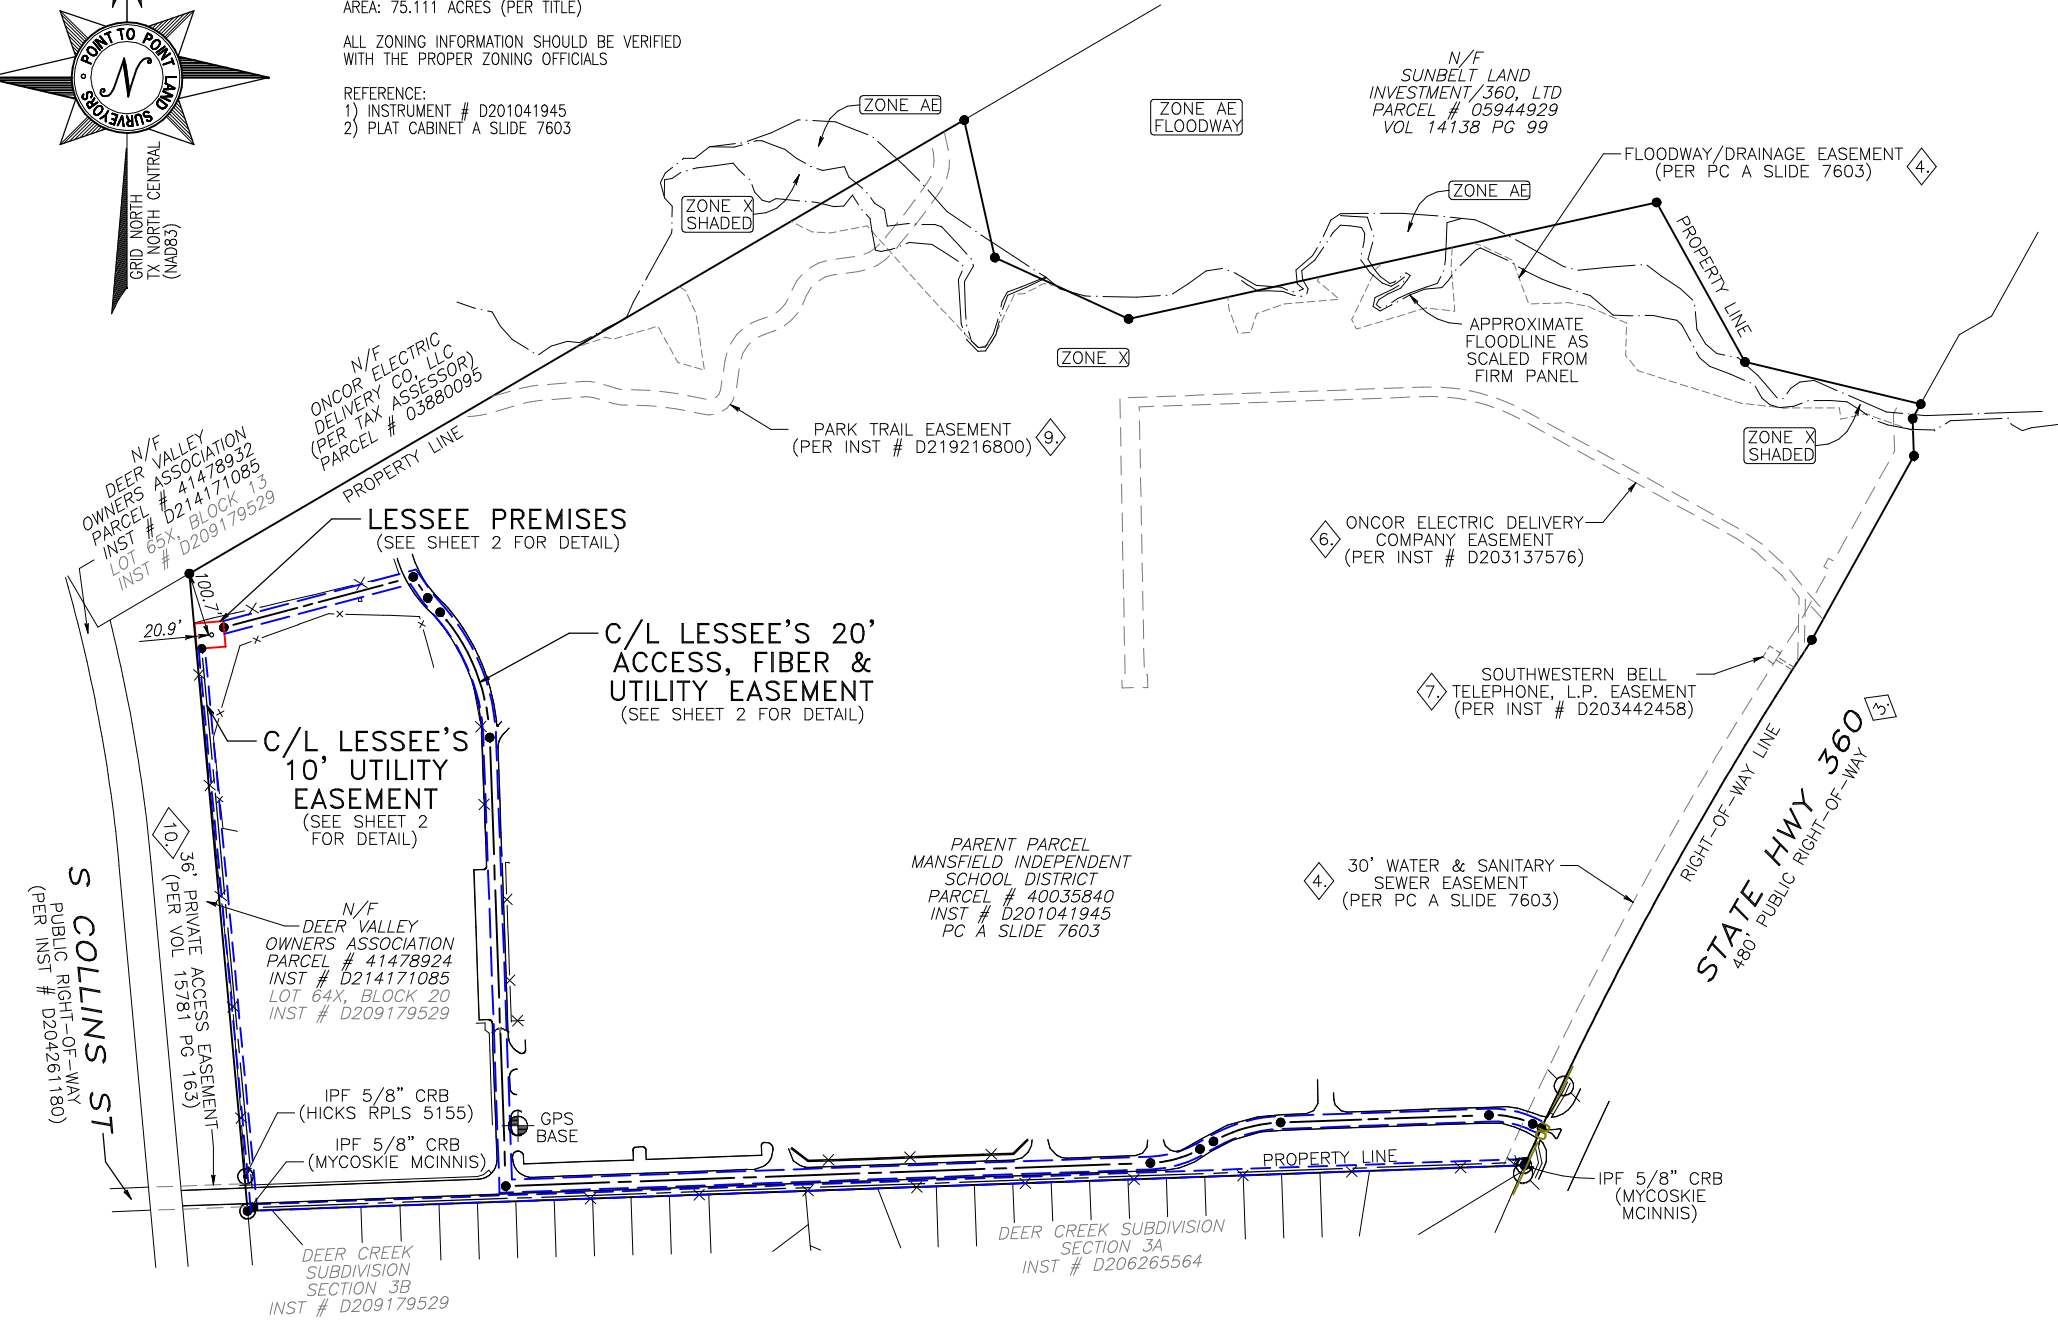 AREA: 75.111 ACRES (PER TITLE)
ALL ZONING INFORMATION SHOULD BE VERIFIED
WITH THE PROPER ZONING OFFICIALS
REFERENCE:
1) INSTRUMENT # D201041945
2) PLAT CABINET A SLIDE 7603
POINT TO POINT LAND SURVEYORS
N
GRID NORTH
TX NORTH CENTRAL
(NAD83)
ZONE AE
ZONE AE
FLOODWAY
N/F
SUNBELT LAND
INVESTMENT/360, LTD
PARCEL # 05944929
VOL 14138 PG 99
FLOODWAY/DRAINAGE EASEMENT
(PER PC A SLIDE 7603)
4.
ZONE AE
ZONE X
SHADED
PROPERTY LINE
APPROXIMATE
FLOODLINE AS
SCALED FROM
FIRM PANEL
ZONE X
N/F
ONCOR ELECTRIC
DELIVERY CO, LLC
(PER TAX ASSESSOR)
PARCEL # 03880095
PROPERTY LINE
N/F
DEER VALLEY
OWNERS ASSOCIATION
PARCEL # 41478932
INST # D214171085
LOT 65X, BLOCK 13
INST # D209179529
PARK TRAIL EASEMENT
(PER INST # D219216800)
9.
ZONE X
SHADED
LESSEE PREMISES
(SEE SHEET 2 FOR DETAIL)
6.
ONCOR ELECTRIC DELIVERY
COMPANY EASEMENT
(PER INST # D203137576)
100.7'
20.9'
C/L LESSEE'S 20'
ACCESS, FIBER &
UTILITY EASEMENT
(SEE SHEET 2 FOR DETAIL)
7.
SOUTHWESTERN BELL
TELEPHONE, L.P. EASEMENT
(PER INST # D203442458)
C/L LESSEE'S
10' UTILITY
EASEMENT
(SEE SHEET 2
FOR DETAIL)
RIGHT-OF-WAY LINE
STATE HWY 360
3.
480' PUBLIC RIGHT-OF-WAY
PARENT PARCEL
MANSFIELD INDEPENDENT
SCHOOL DISTRICT
PARCEL # 40035840
INST # D201041945
PC A SLIDE 7603
4.
30' WATER & SANITARY
SEWER EASEMENT
(PER PC A SLIDE 7603)
10.
36' PRIVATE ACCESS EASEMENT
(PER VOL 15781 PG 163)
S COLLINS ST
PUBLIC RIGHT-OF-WAY
(PER INST # D204261180)
N/F
DEER VALLEY
OWNERS ASSOCIATION
PARCEL # 41478924
INST # D214171085
LOT 64X, BLOCK 20
INST # D209179529
IPF 5/8" CRB
(HICKS RPLS 5155)
IPF 5/8" CRB
(MYCOSKIE MCINNIS)
GPS
BASE
PROPERTY LINE
IPF 5/8" CRB
(MYCOSKIE
MCINNIS)
DEER CREEK
SUBDIVISION
SECTION 3B
INST # D209179529
DEER CREEK SUBDIVISION
SECTION 3A
INST # D206265564